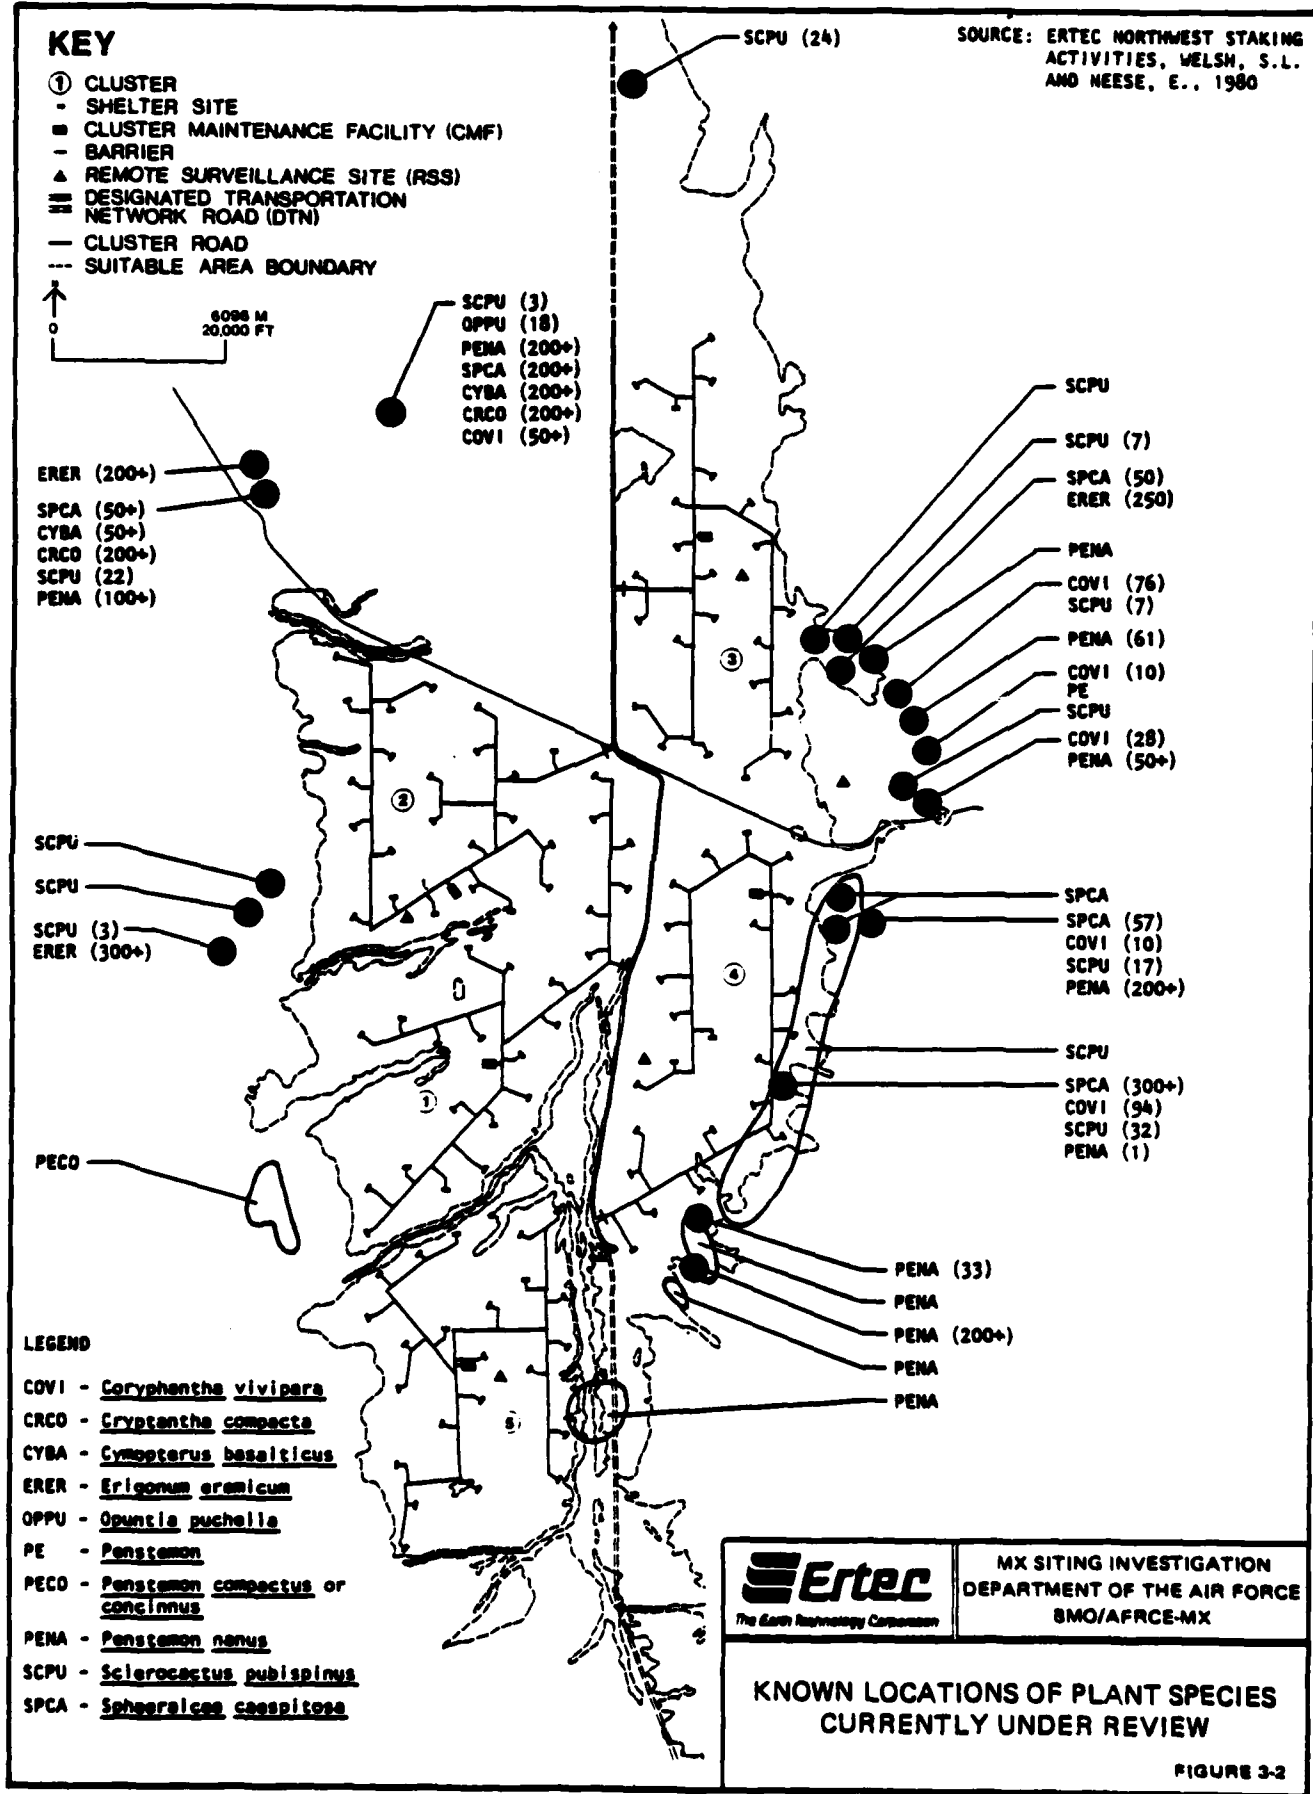 KEY
① CLUSTER
SHELTER SITE
CLUSTER MAINTENANCE FACILITY (CMF)
BARRIER
REMOTE SURVEILLANCE SITE (RSS)
DESIGNATED TRANSPORTATION
NETWORK ROAD (DTN)
CLUSTER ROAD
SUITABLE AREA BOUNDARY
N
0
6096 M
20,000 FT
SCPU (24)
SOURCE: ERTEC NORTHWEST STAKING
ACTIVITIES, WELSH, S.L.
AND NEESE, E., 1980
SCPU (3)
OPPU (18)
PENA (200+)
SPCA (200+)
CYBA (200+)
CRCO (200+)
COVI (50+)
ERER (200+)
SPCA (50+)
CYBA (50+)
CRCO (200+)
SCPU (22)
PENA (100+)
SCPU
SCPU (7)
SPCA (50)
ERER (250)
PENA
COVI (76)
SCPU (7)
PENA (61)
COVI (10)
PE
SCPU
COVI (28)
PENA (50+)
3
2
SCPU
SCPU
SCPU (3)
ERER (300+)
SPCA
SPCA (57)
COVI (10)
SCPU (17)
PENA (200+)
4
SCPU
SPCA (300+)
COVI (94)
SCPU (32)
PENA (1)
1
PECO
PENA (33)
PENA
PENA (200+)
PENA
PENA
5
LEGEND
COVI - Coryphantha vivipara
CRCO - Cryptantha compacta
CYBA - Cymopterus basalticus
ERER - Erigonum eremicum
OPPU - Opuntia puchella
PE - Penstemon
PECO - Penstemon compactus or
concinnus
PENA - Penstemon nanus
SCPU - Sclerocactus pubispinus
SPCA - Sphaeralcea caespitosa
Ertec
The Earth Technology Corporation
MX SITING INVESTIGATION
DEPARTMENT OF THE AIR FORCE
BMO/AFRCE-MX
KNOWN LOCATIONS OF PLANT SPECIES
CURRENTLY UNDER REVIEW
FIGURE 3-2